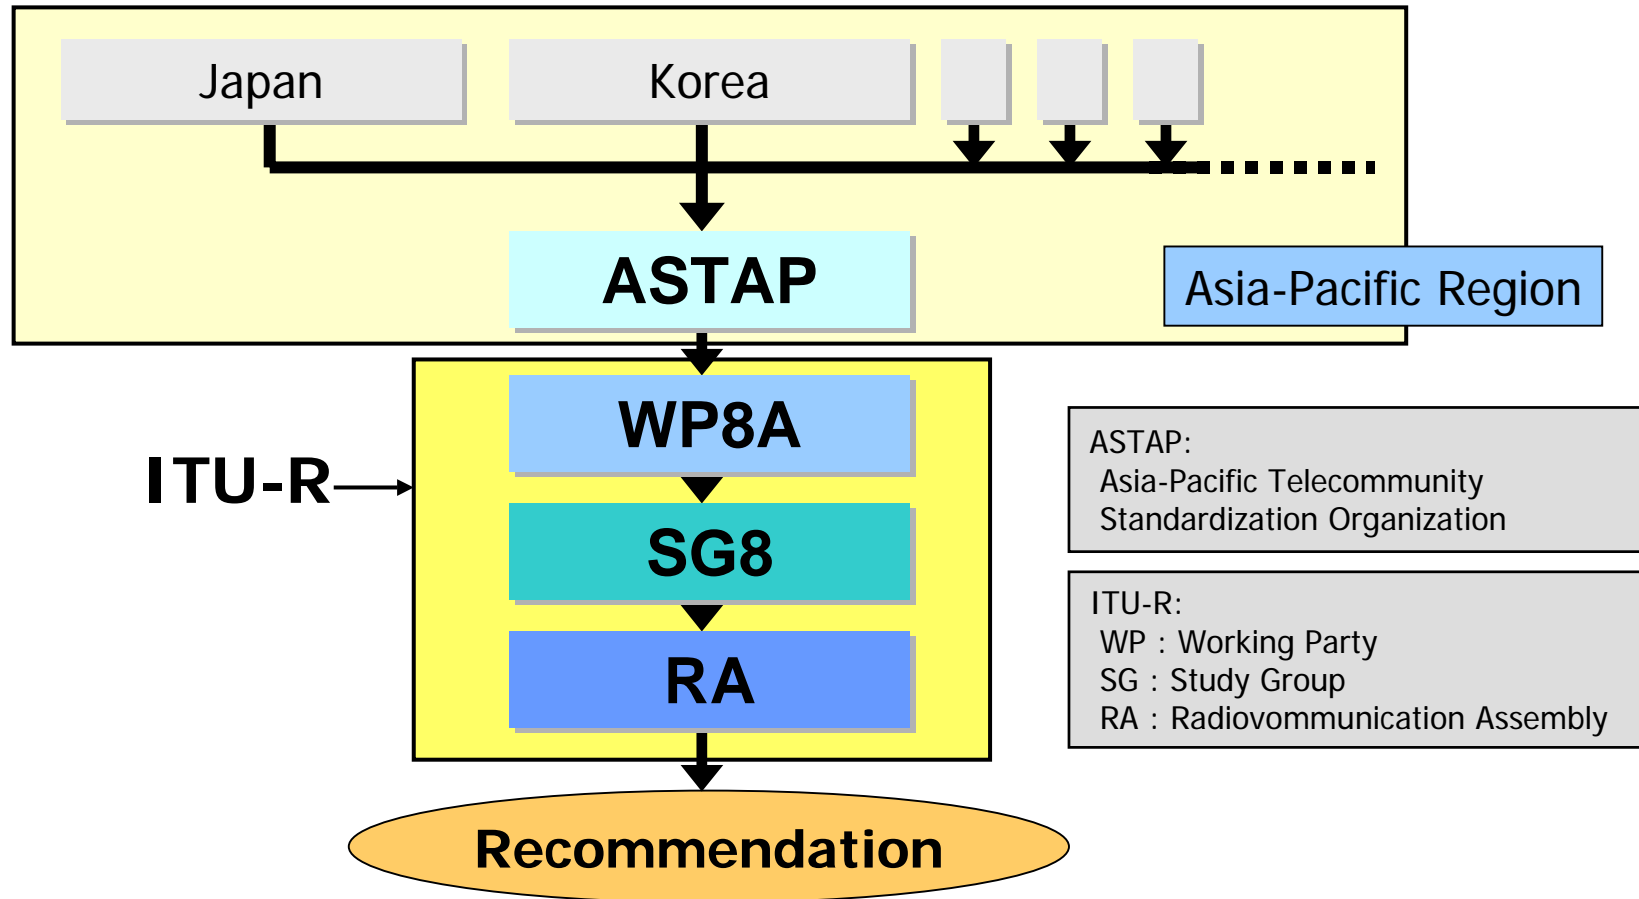 Japan
Korea
ASTAP
Asia-Pacific Region
WP8A
ITU-R
SG8
RA
Recommendation
ASTAP:
Asia-Pacific Telecommunity
Standardization Organization
ITU-R:
WP : Working Party
SG : Study Group
RA : Radiovommunication Assembly